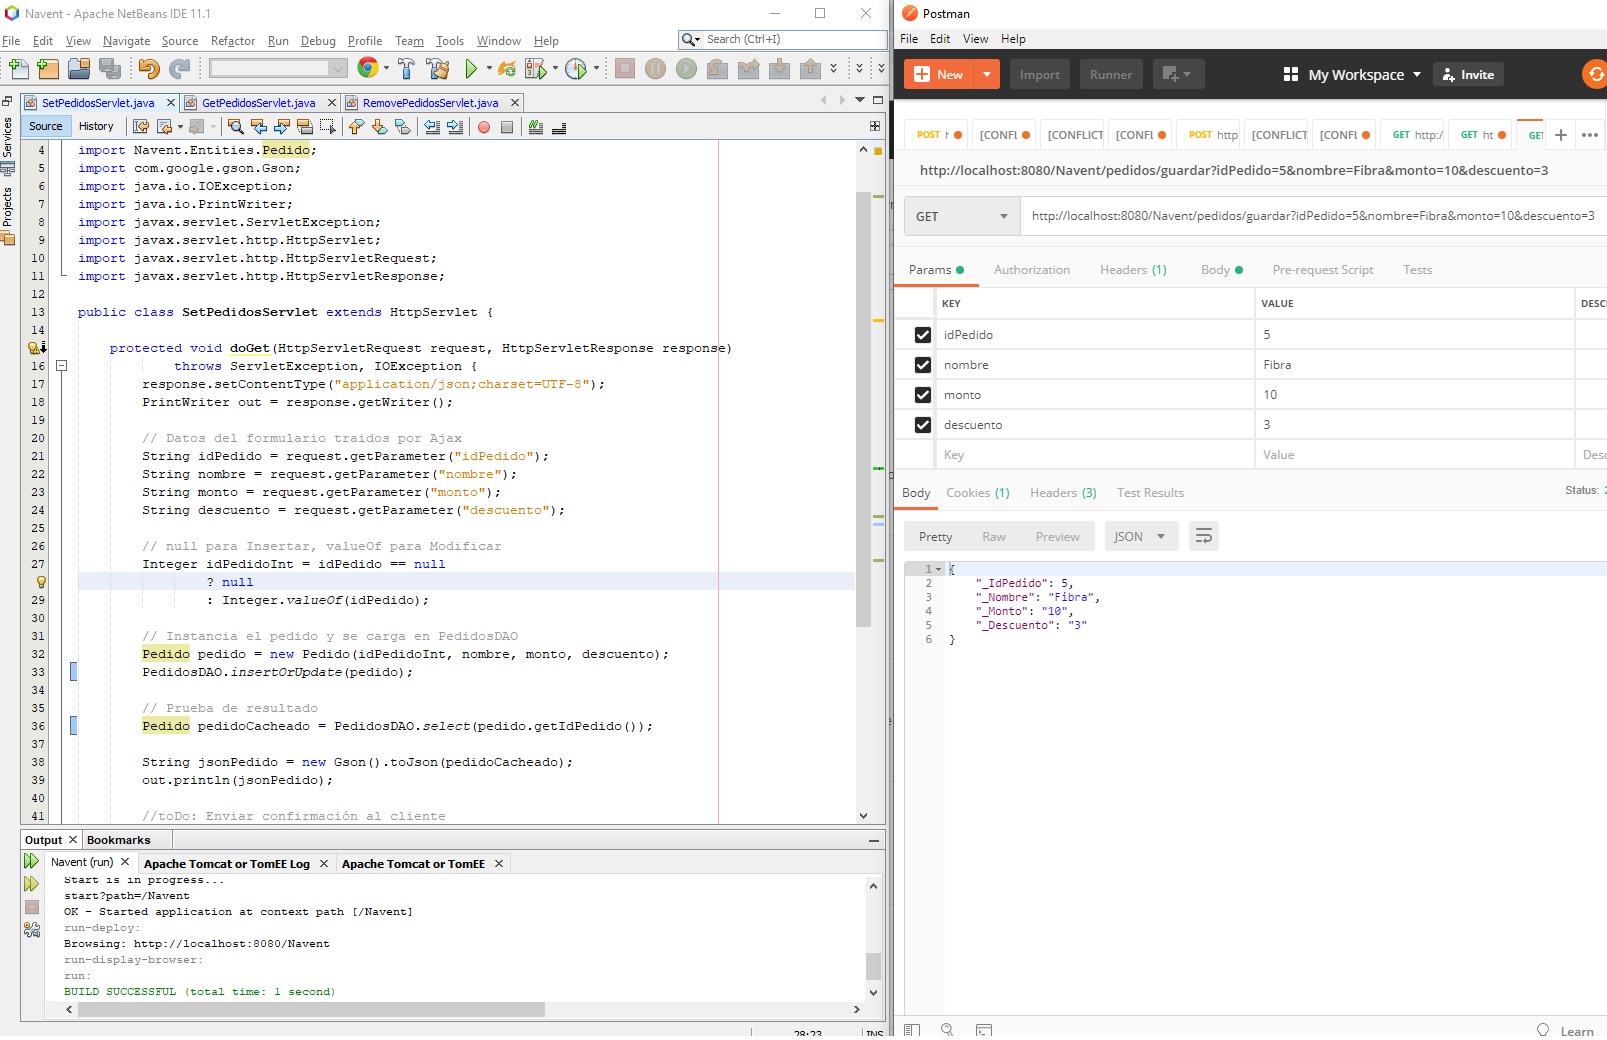 Navent - Apache NetBeans IDE 11.1
File Edit View Navigate Source Refactor Run Debug Profile Team Tools Window Help
Search (Ctrl+I)
SetPedidosServlet.java GetPedidosServlet.java RemovePedidosServlet.java
Source History
Services
Projects
4 import Navent.Entities.Pedido;
5 import com.google.gson.Gson;
6 import java.io.IOException;
7 import java.io.PrintWriter;
8 import javax.servlet.ServletException;
9 import javax.servlet.http.HttpServlet;
10 import javax.servlet.http.HttpServletRequest;
11 import javax.servlet.http.HttpServletResponse;
12
13 public class SetPedidosServlet extends HttpServlet {
14
protected void doGet(HttpServletRequest request, HttpServletResponse response)
16 throws ServletException, IOException {
17 response.setContentType("application/json;charset=UTF-8");
18 PrintWriter out = response.getWriter();
19
20 // Datos del formulario traidos por Ajax
21 String idPedido = request.getParameter("idPedido");
22 String nombre = request.getParameter("nombre");
23 String monto = request.getParameter("monto");
24 String descuento = request.getParameter("descuento");
25
26 // null para Insertar, valueOf para Modificar
27 Integer idPedidoInt = idPedido == null
? null
29 : Integer.valueOf(idPedido);
30
31 // Instancia el pedido y se carga en PedidosDAO
32 Pedido pedido = new Pedido(idPedidoInt, nombre, monto, descuento);
33 PedidosDAO.insertOrUpdate(pedido);
34
35 // Prueba de resultado
36 Pedido pedidoCacheado = PedidosDAO.select(pedido.getIdPedido());
37
38 String jsonPedido = new Gson().toJson(pedidoCacheado);
39 out.println(jsonPedido);
40
41 //toDo: Enviar confirmación al cliente
Output Bookmarks
Navent (run) Apache Tomcat or TomEE Log Apache Tomcat or TomEE
Start is in progress...
start?path=/Navent
OK - Started application at context path [/Navent]
run-deploy:
Browsing: http://localhost:8080/Navent
run-display-browser:
run:
BUILD SUCCESSFUL (total time: 1 second)
28:23 INS
Postman
File Edit View Help
New Import Runner My Workspace Invite
POST [CONFL [CONFLICT [CONFL POST http [CONFLICT [CONFL GET http:/ GET ht GET
http://localhost:8080/Navent/pedidos/guardar?idPedido=5&nombre=Fibra&monto=10&descuento=3
GET http://localhost:8080/Navent/pedidos/guardar?idPedido=5&nombre=Fibra&monto=10&descuento=3
Params Authorization Headers (1) Body Pre-request Script Tests
KEY VALUE DESC
idPedido 5
nombre Fibra
monto 10
descuento 3
Key Value Desc
Body Cookies (1) Headers (3) Test Results Status: 2
Pretty Raw Preview JSON
1 {
2 "_IdPedido": 5,
3 "_Nombre": "Fibra",
4 "_Monto": "10",
5 "_Descuento": "3"
6 }
Learn